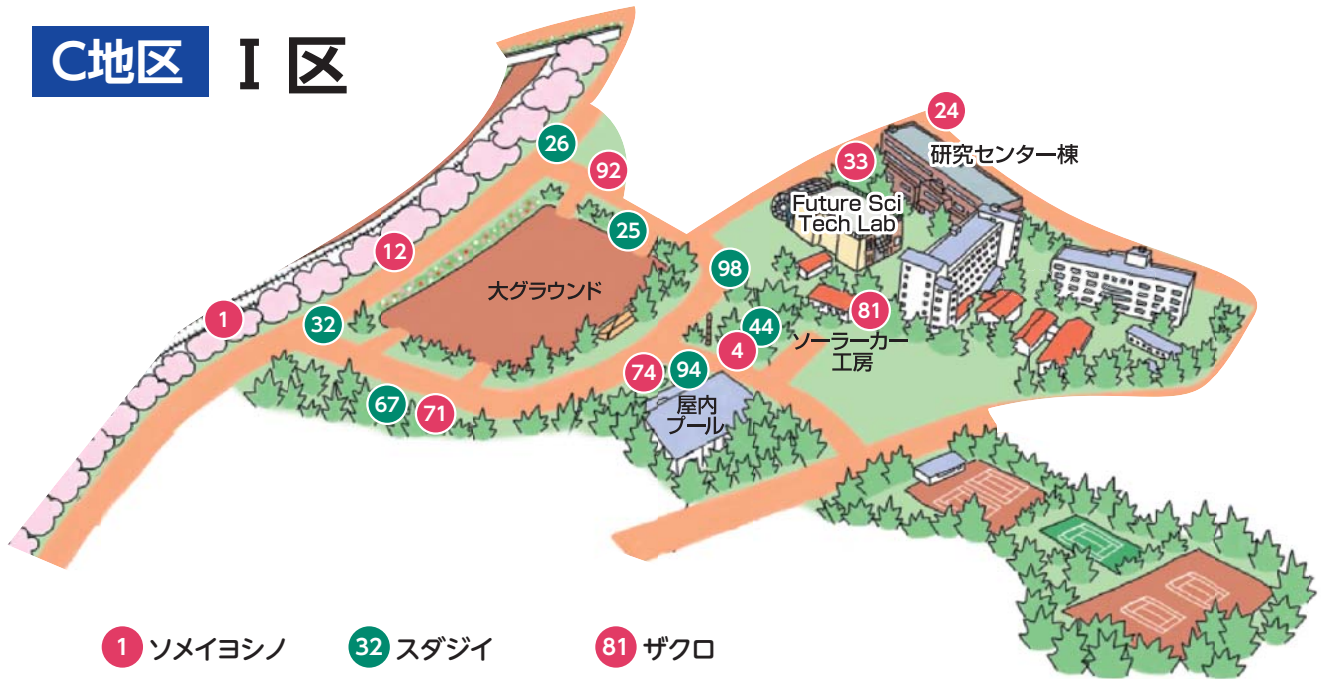 C地区 I 区
24
26
33
研究センター棟
92
Future Sci
Tech Lab
25
12
98
大グラウンド
1
32
44
81
4
ソーラーカー
工房
74
94
67
71
屋内
プール
1 ソメイヨシノ
32 スダジイ
81 ザクロ